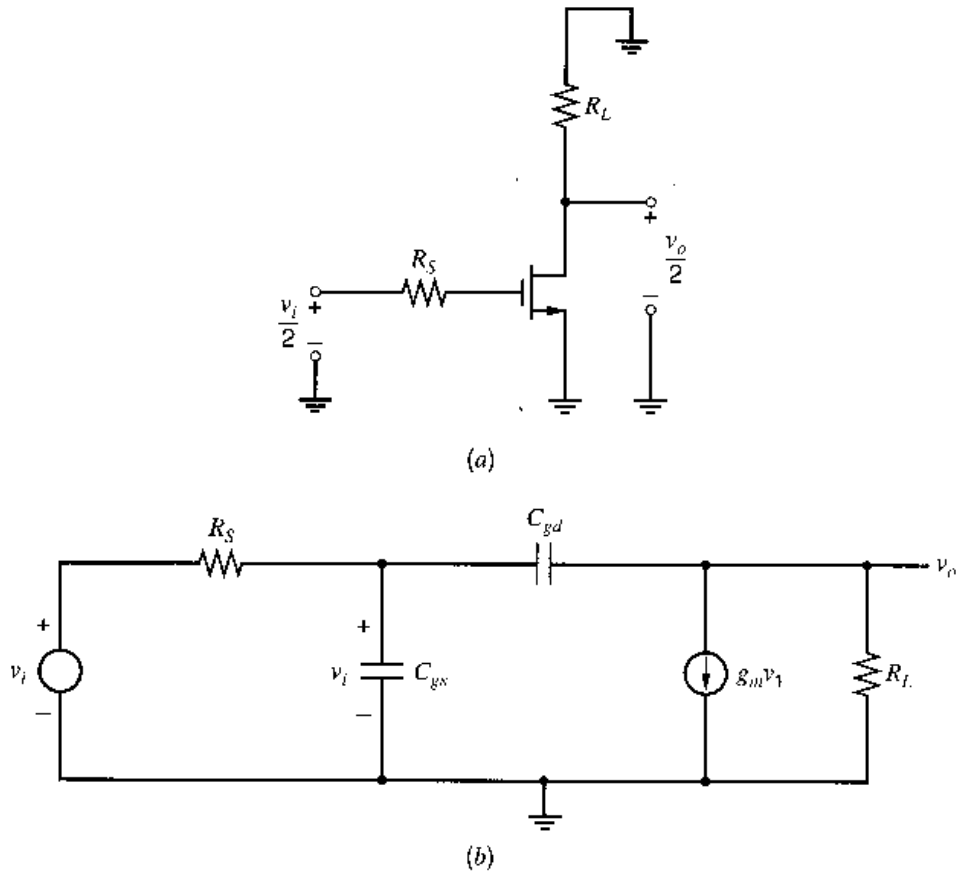 R_L
R_S
+
v_i/2
−
+
v_o/2
−
(a)
R_S
C_gd
v_o
+
v_i
−
+
v_i
−
C_gs
g_m v_1
R_L
(b)